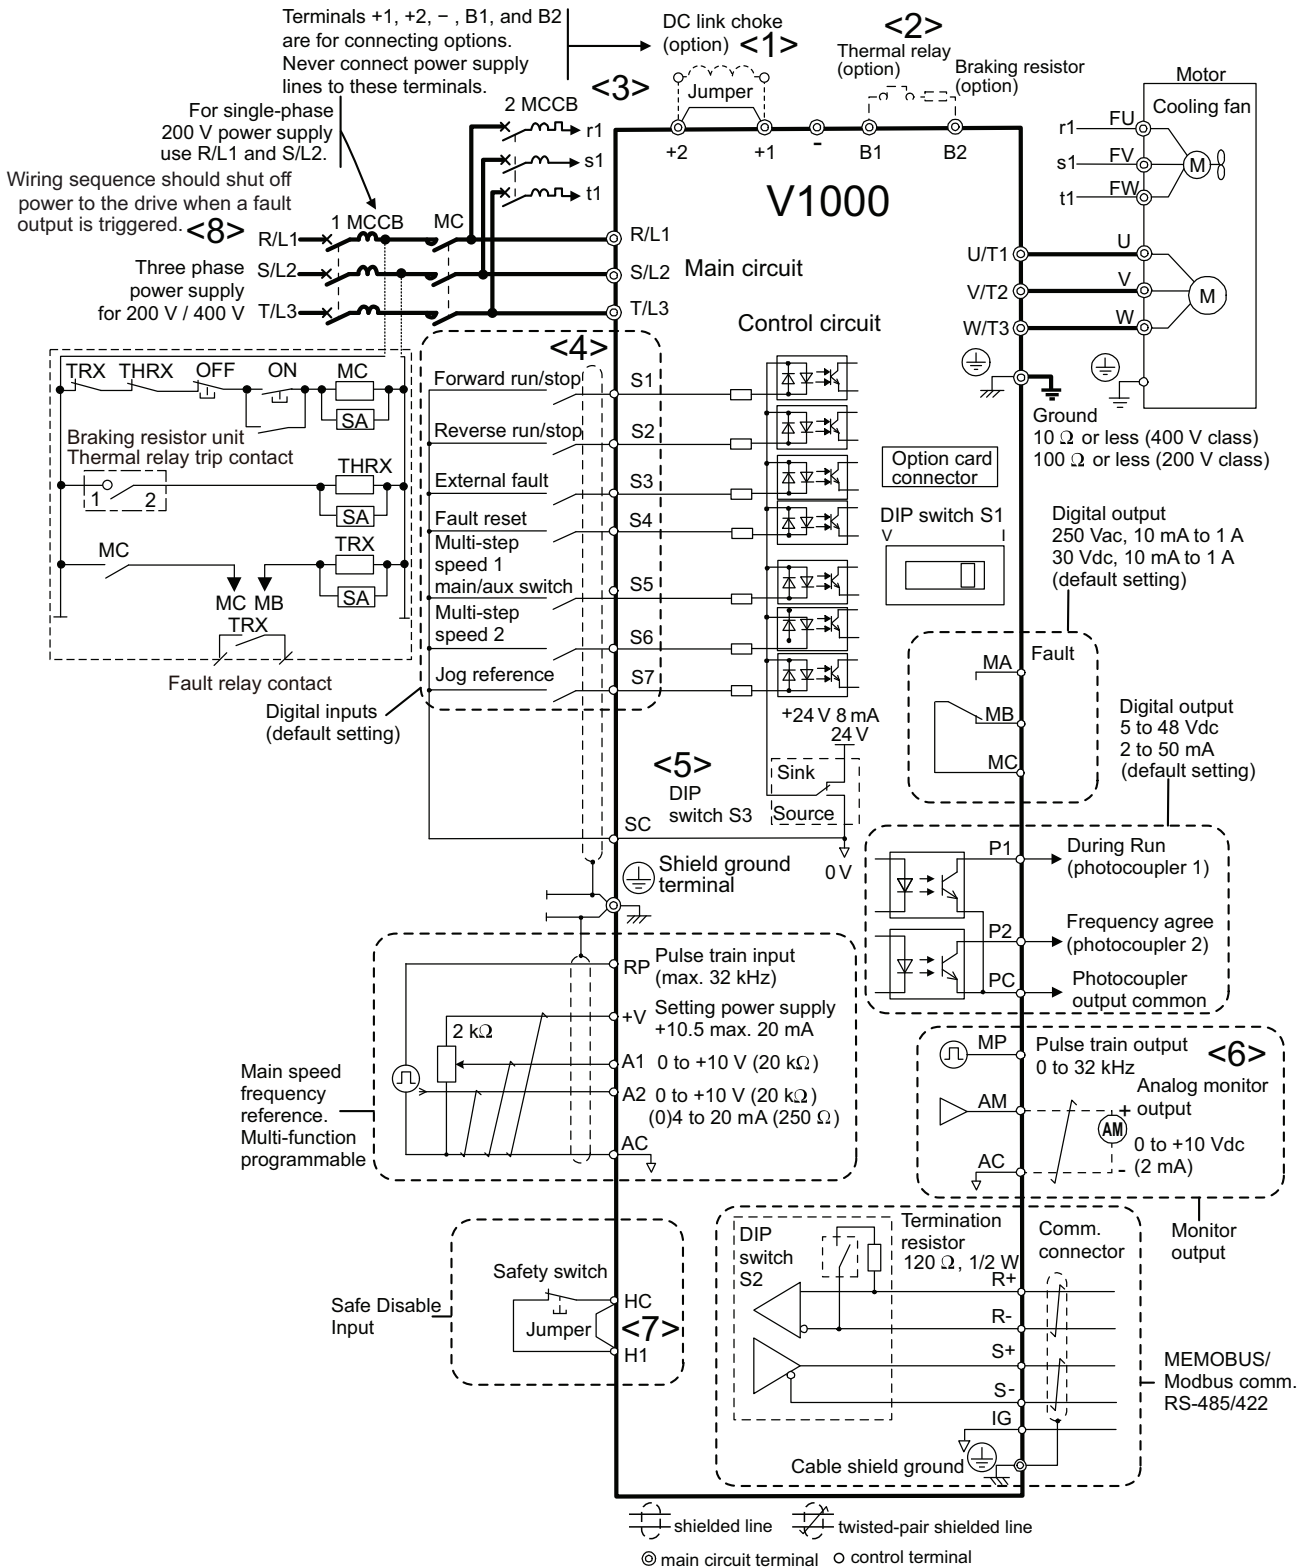 Terminals +1, +2, − , B1, and B2
are for connecting options.
Never connect power supply
lines to these terminals.
DC link choke
(option) <1>
Jumper
<2>
Thermal relay
(option)
Braking resistor
(option)
<3>
For single-phase
200 V power supply
use R/L1 and S/L2.
2 MCCB
r1
s1
t1
+2
+1
-
B1
B2
Motor
Cooling fan
r1
FU
s1
FV
t1
FW
M
V1000
Wiring sequence should shut off
power to the drive when a fault
output is triggered. <8>
1 MCCB
MC
R/L1
S/L2
T/L3
Three phase
power supply
for 200 V / 400 V
R/L1
S/L2
T/L3
Main circuit
Control circuit
U/T1
V/T2
W/T3
U
V
W
M
Ground
10 Ω or less (400 V class)
100 Ω or less (200 V class)
TRX
THRX
OFF
ON
MC
SA
Braking resistor unit
Thermal relay trip contact
1
2
THRX
SA
MC
TRX
SA
MC
MB
TRX
Fault relay contact
<4>
Forward run/stop
S1
Reverse run/stop
S2
External fault
S3
Fault reset
S4
Multi-step
speed 1
main/aux switch
S5
Multi-step
speed 2
S6
Jog reference
S7
Digital inputs
(default setting)
Option card
connector
DIP switch S1
V
I
Digital output
250 Vac, 10 mA to 1 A
30 Vdc, 10 mA to 1 A
(default setting)
Fault
MA
MB
MC
+24 V 8 mA
24 V
<5>
DIP
switch S3
Sink
Source
SC
0 V
Digital output
5 to 48 Vdc
2 to 50 mA
(default setting)
Shield ground
terminal
P1
During Run
(photocoupler 1)
P2
Frequency agree
(photocoupler 2)
PC
Photocoupler
output common
Main speed
frequency
reference.
Multi-function
programmable
2 kΩ
RP
Pulse train input
(max. 32 kHz)
+V
Setting power supply
+10.5 max. 20 mA
A1
0 to +10 V (20 kΩ)
A2
0 to +10 V (20 kΩ)
(0)4 to 20 mA (250 Ω)
AC
MP
Pulse train output
0 to 32 kHz
<6>
AM
Analog monitor
output
+
AM
0 to +10 Vdc
(2 mA)
AC
-
Monitor
output
Safe Disable
Input
Safety switch
HC
Jumper
<7>
H1
DIP
switch
S2
Termination
resistor
120 Ω, 1/2 W
Comm.
connector
R+
R-
S+
S-
IG
Cable shield ground
MEMOBUS/
Modbus comm.
RS-485/422
shielded line
twisted-pair shielded line
main circuit terminal
control terminal